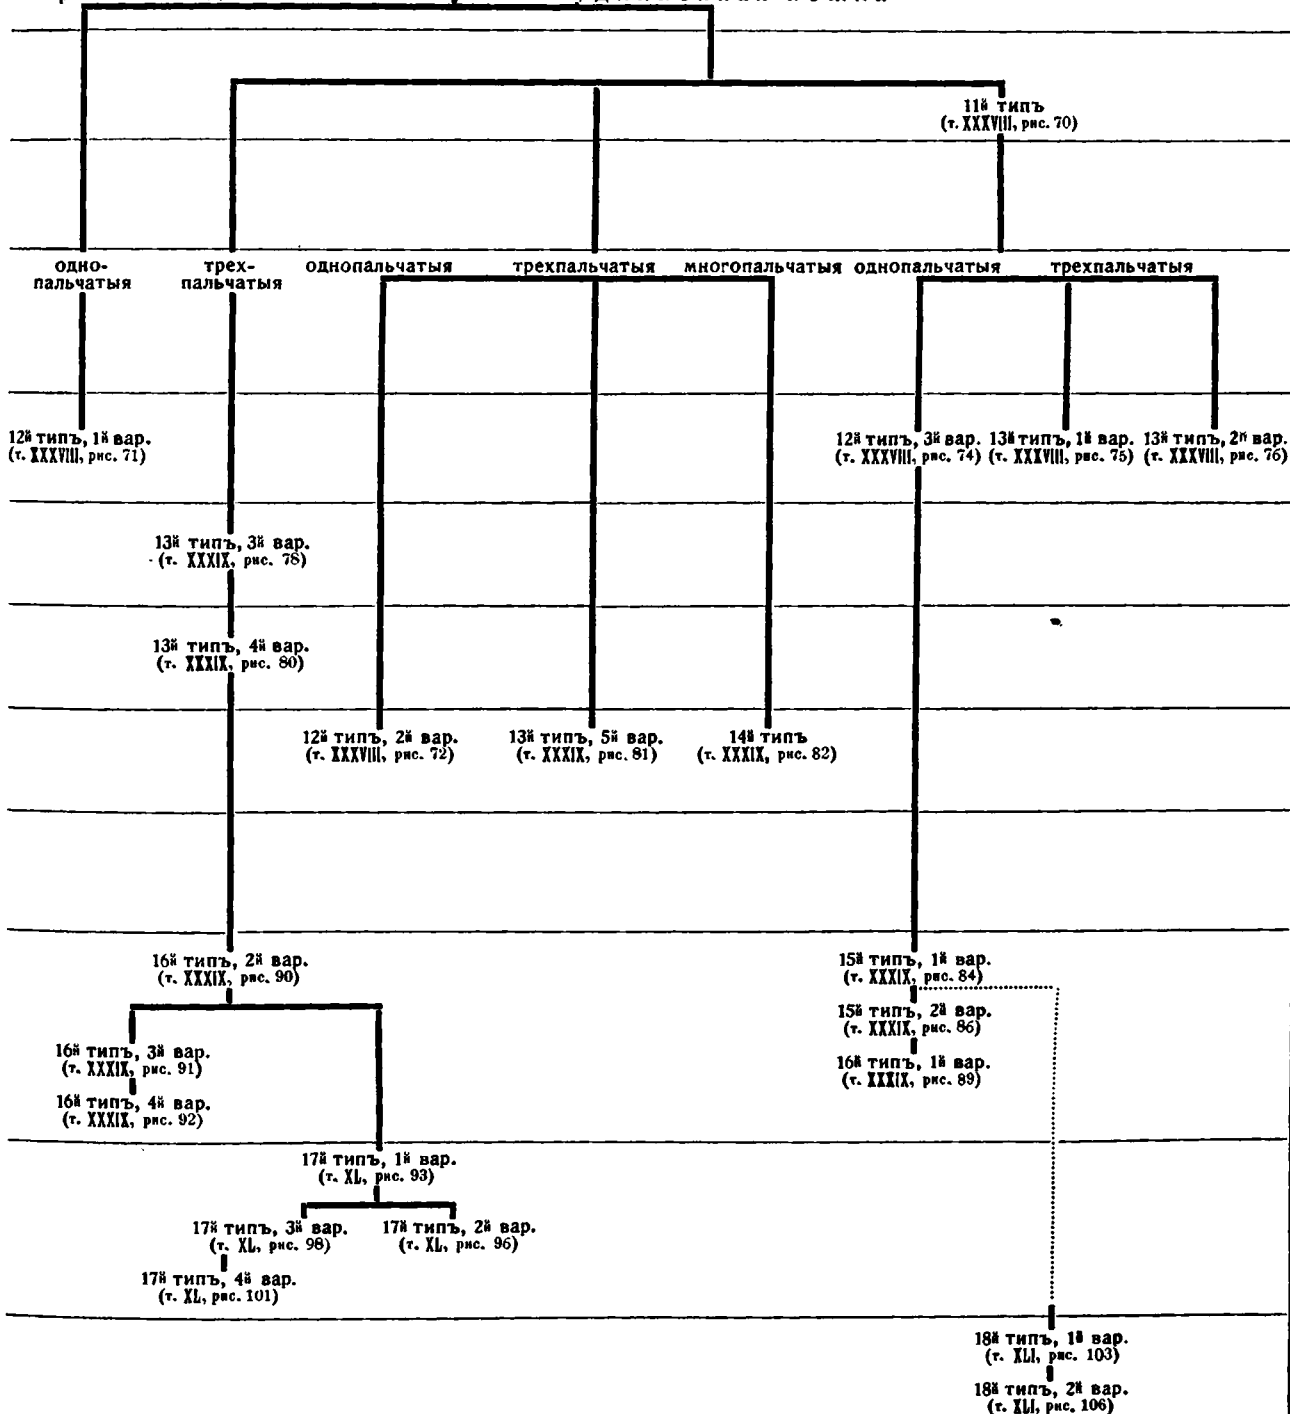 11й типъ
(т. XXXVIII, рис. 70)
одно-
пальчатыя
трех-
пальчатыя
однопальчатыя
трехпальчатыя
многопальчатыя
однопальчатыя
трехпальчатыя
12й типъ, 1й вар.
(т. XXXVIII, рис. 71)
12й типъ, 3й вар.
(т. XXXVIII, рис. 74)
13й типъ, 1й вар.
(т. XXXVIII, рис. 75)
13й типъ, 2й вар.
(т. XXXVIII, рис. 76)
13й типъ, 3й вар.
(т. XXXIX, рис. 78)
13й типъ, 4й вар.
(т. XXXIX, рис. 80)
12й типъ, 2й вар.
(т. XXXVIII, рис. 72)
13й типъ, 5й вар.
(т. XXXIX, рис. 81)
14й типъ
(т. XXXIX, рис. 82)
16й типъ, 2й вар.
(т. XXXIX, рис. 90)
15й типъ, 1й вар.
(т. XXXIX, рис. 84)
15й типъ, 2й вар.
(т. XXXIX, рис. 86)
16й типъ, 3й вар.
(т. XXXIX, рис. 91)
16й типъ, 1й вар.
(т. XXXIX, рис. 89)
16й типъ, 4й вар.
(т. XXXIX, рис. 92)
17й типъ, 1й вар.
(т. XL, рис. 93)
17й типъ, 3й вар.
(т. XL, рис. 98)
17й типъ, 2й вар.
(т. XL, рис. 96)
17й типъ, 4й вар.
(т. XL, рис. 101)
18й типъ, 1й вар.
(т. XLI, рис. 103)
18й типъ, 2й вар.
(т. XLI, рис. 106)